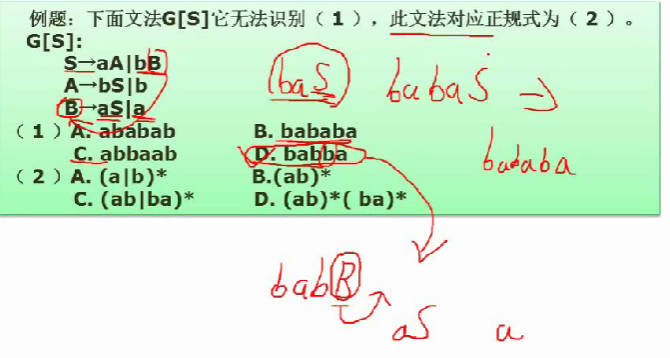 例题：下面文法G[S]它无法识别（1），此文法对应正规式为（2）。
G[S]:
S→aA|bB
A→bS|b
B→aS|a
（1）A. ababab B. bababa
C. abbaab D. babba
（2）A. (a|b)* B.(ab)*
C. (ab|ba)* D. (ab)*( ba)*
baS babaS ⇒
bababa
babB
aS a